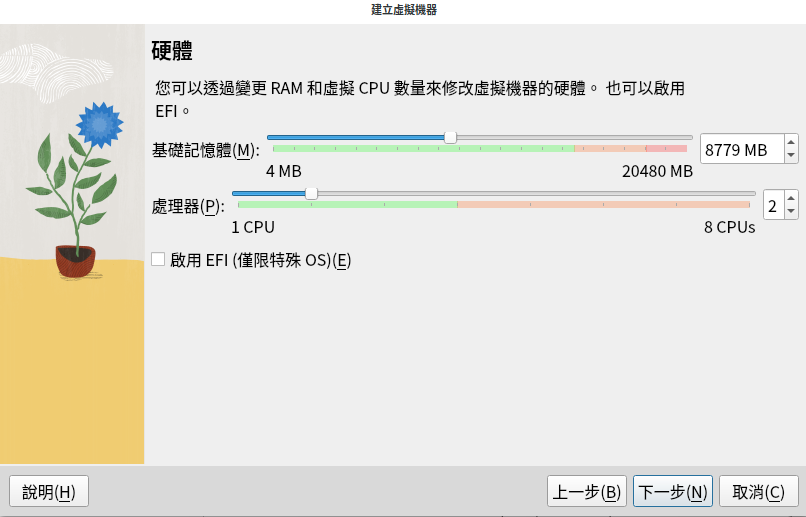 建立虛擬機器
硬體
您可以透過變更 RAM 和虛擬 CPU 數量來修改虛擬機器的硬體。 也可以啟用
EFI。
基礎記憶體(M): 8779 MB
4 MB 20480 MB
處理器(P): 2
1 CPU 8 CPUs
啟用 EFI (僅限特殊 OS)(E)
說明(H) 上一步(B) 下一步(N) 取消(C)